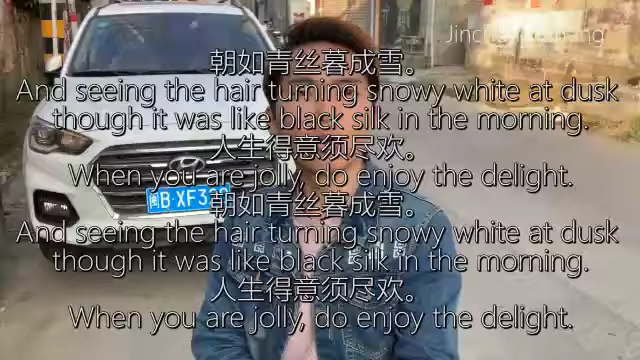 朝如青丝暮成雪。
And seeing the hair turning snowy white at dusk
though it was like black silk in the morning.
人生得意须尽欢。
When you are jolly, do enjoy the delight.
朝如青丝暮成雪。
And seeing the hair turning snowy white at dusk
though it was like black silk in the morning.
人生得意须尽欢。
When you are jolly, do enjoy the delight.